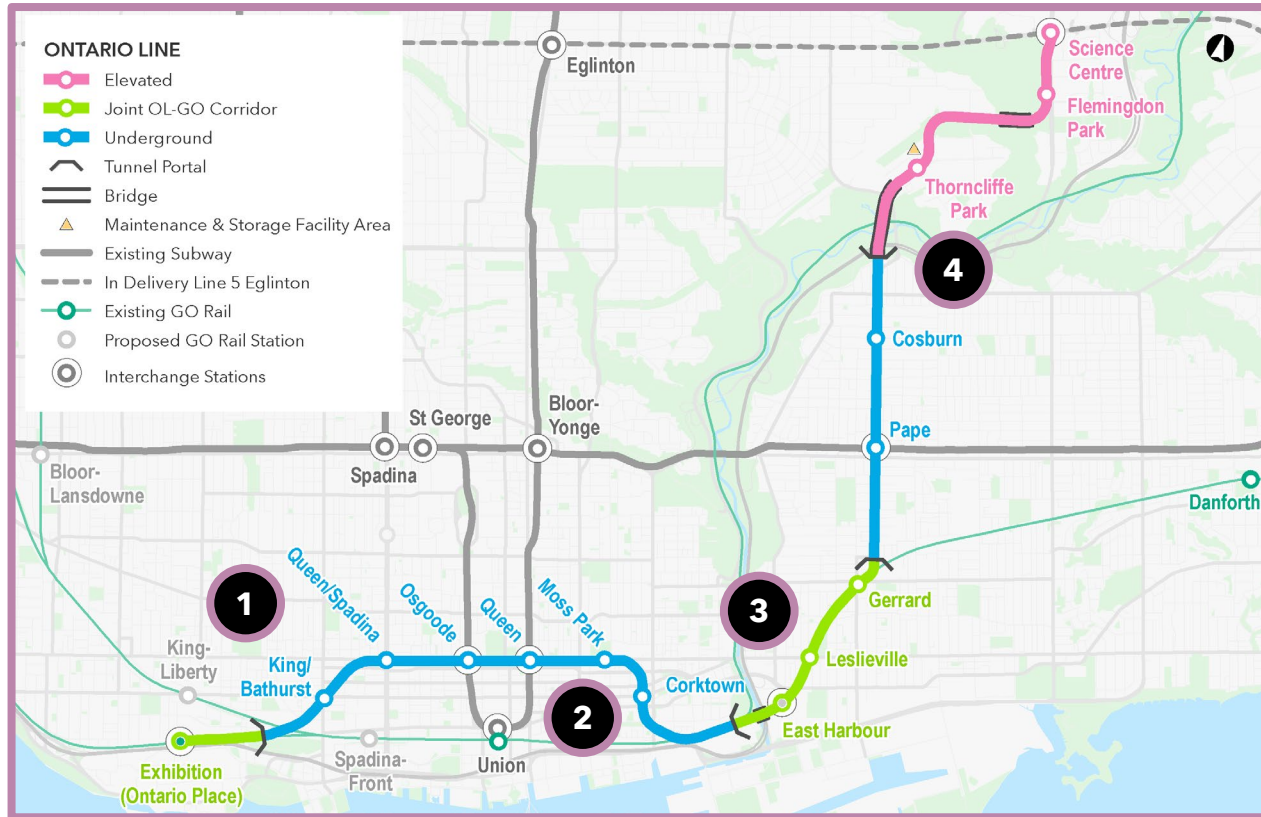 ONTARIO LINE
Elevated
Joint OL-GO Corridor
Underground
Tunnel Portal
Bridge
Maintenance & Storage Facility Area
Existing Subway
In Delivery Line 5 Eglinton
Existing GO Rail
Proposed GO Rail Station
Interchange Stations
Eglinton
Science
Centre
Flemingdon
Park
Thorncliffe
Park
4
Cosburn
Pape
Bloor-
Yonge
St George
Spadina
Bloor-
Lansdowne
Danforth
1
Queen/Spadina
Osgoode
Queen
Moss Park
3
Gerrard
King-
Liberty
King/
Bathurst
Leslieville
Corktown
2
East Harbour
Exhibition
(Ontario Place)
Spadina-
Front
Union